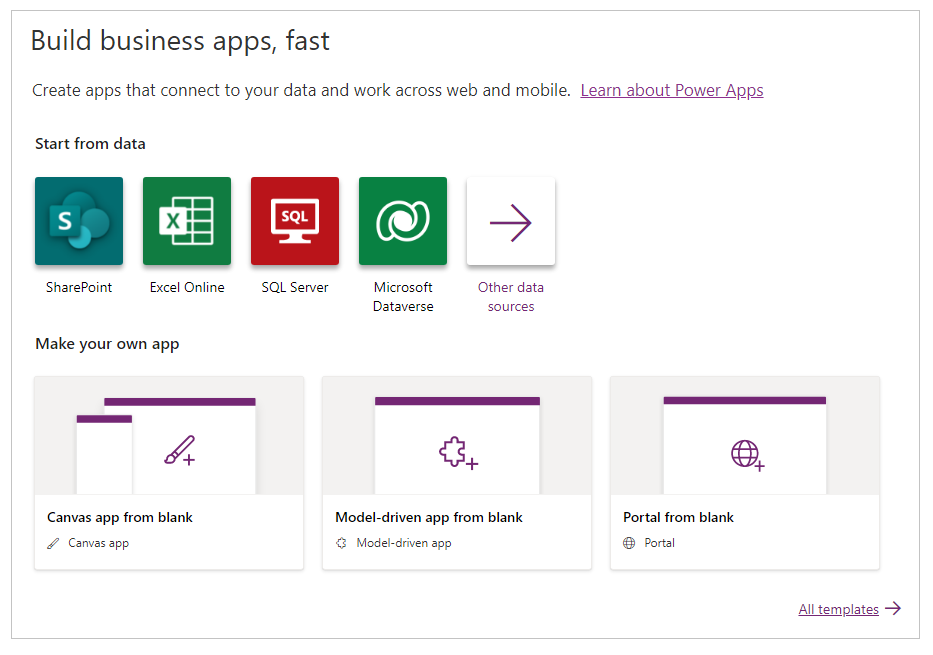 Build business apps, fast
Create apps that connect to your data and work across web and mobile. Learn about Power Apps
Start from data
S
X
SQL
SharePoint
Excel Online
SQL Server
Microsoft
Dataverse
Other data
sources
Make your own app
Canvas app from blank
Canvas app
Model-driven app from blank
Model-driven app
Portal from blank
Portal
All templates